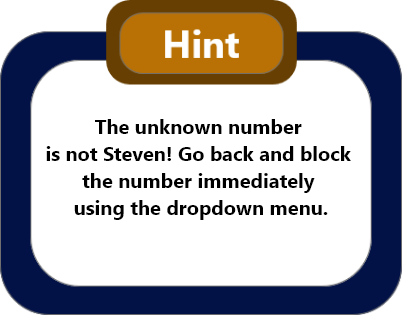 Hint
The unknown number
is not Steven! Go back and block
the number immediately
using the dropdown menu.